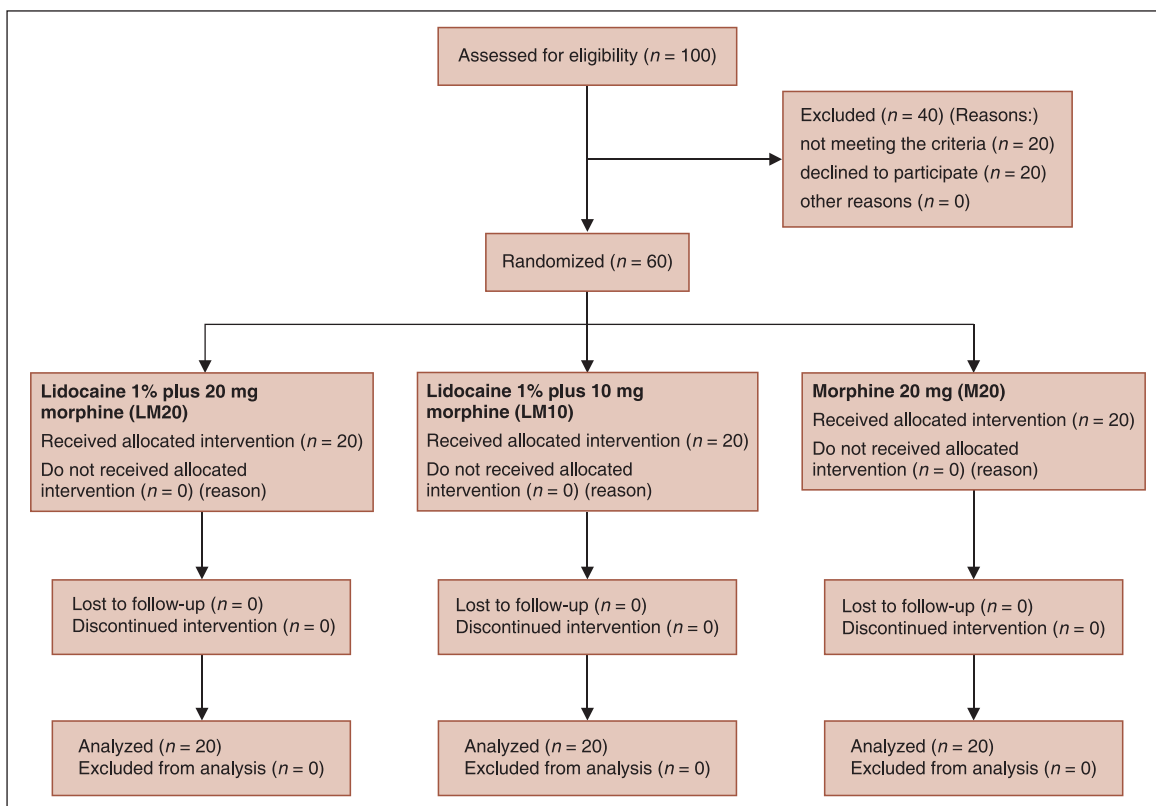 Assessed for eligibility (n = 100)
Excluded (n = 40) (Reasons:)
not meeting the criteria (n = 20)
declined to participate (n = 20)
other reasons (n = 0)
Randomized (n = 60)
Lidocaine 1% plus 20 mg
morphine (LM20)
Received allocated intervention (n = 20)
Do not received allocated
intervention (n = 0) (reason)
Lidocaine 1% plus 10 mg
morphine (LM10)
Received allocated intervention (n = 20)
Do not received allocated
intervention (n = 0) (reason)
Morphine 20 mg (M20)
Received allocated intervention (n = 20)
Do not received allocated
intervention (n = 0) (reason)
Lost to follow-up (n = 0)
Discontinued intervention (n = 0)
Lost to follow-up (n = 0)
Discontinued intervention (n = 0)
Lost to follow-up (n = 0)
Discontinued intervention (n = 0)
Analyzed (n = 20)
Excluded from analysis (n = 0)
Analyzed (n = 20)
Excluded from analysis (n = 0)
Analyzed (n = 20)
Excluded from analysis (n = 0)